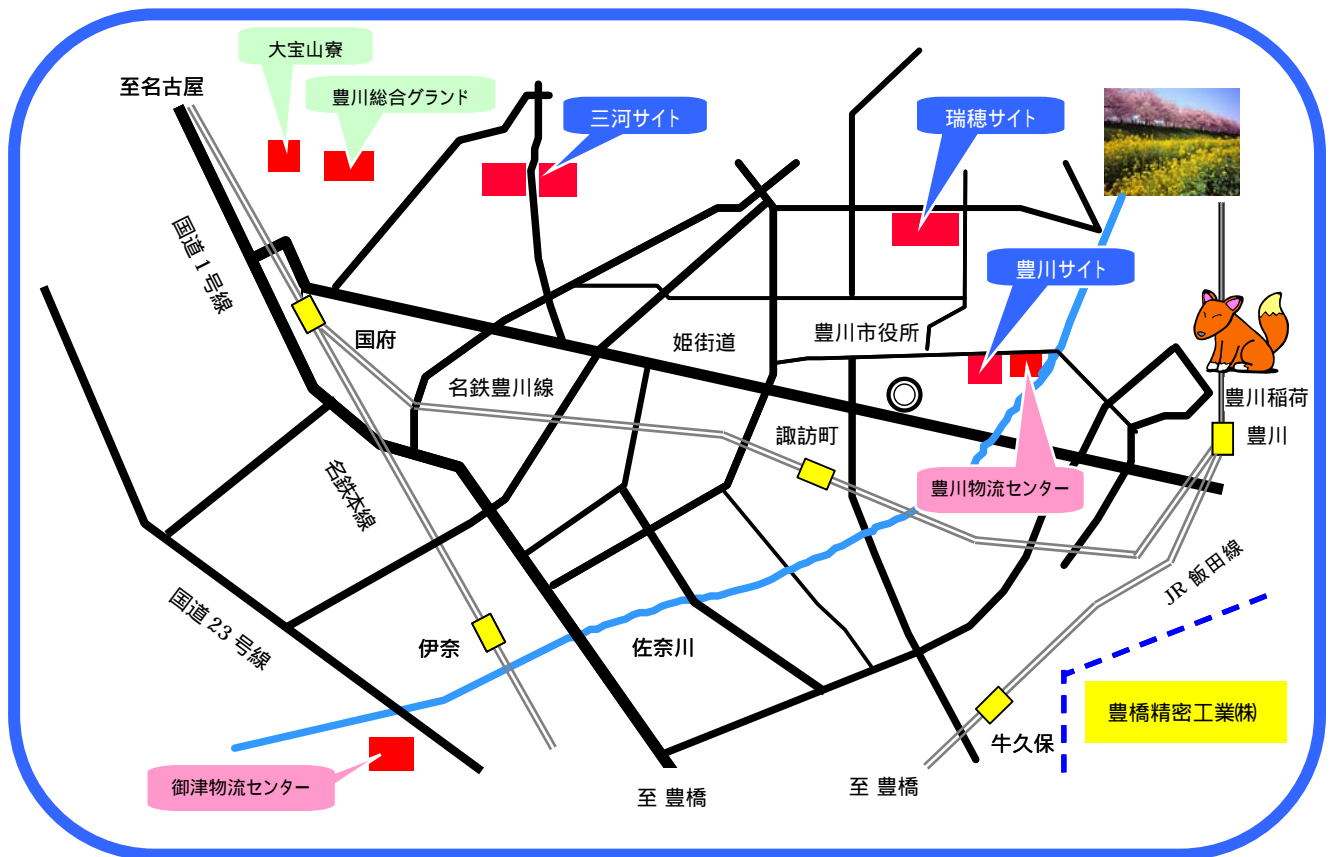 大宝山寮
至名古屋
豊川総合グランド
三河サイト
瑞穂サイト
国道1号線
豊川サイト
国府
姫街道
豊川市役所
名鉄豊川線
豊川稲荷
諏訪町
豊川
名鉄本線
豊川物流センター
JR 飯田線
国道 23 号線
伊奈
佐奈川
豊橋精密工業㈱
牛久保
御津物流センター
至 豊橋
至 豊橋